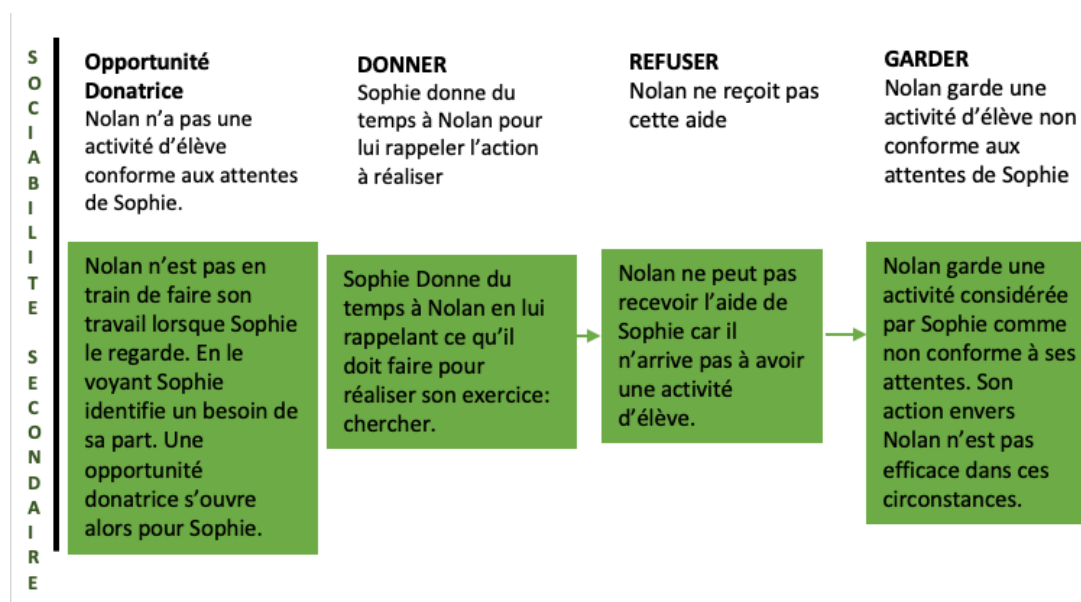 SOCIABILITE SECONDAIRE
Opportunité
Donatrice
Nolan n'a pas une
activité d'élève
conforme aux attentes
de Sophie.
DONNER
Sophie donne du
temps à Nolan pour
lui rappeler l'action
à réaliser
REFUSER
Nolan ne reçoit pas
cette aide
GARDER
Nolan garde une
activité d'élève non
conforme aux
attentes de Sophie
Nolan n'est pas en
train de faire son
travail lorsque Sophie
le regarde. En le
voyant Sophie
identifie un besoin de
sa part. Une
opportunité
donatrice s'ouvre
alors pour Sophie.
Sophie Donne du
temps à Nolan en lui
rappelant ce qu'il
doit faire pour
réaliser son exercice:
chercher.
Nolan ne peut pas
recevoir l'aide de
Sophie car il
n'arrive pas à avoir
une activité
d'élève.
Nolan garde une
activité considérée
par Sophie comme
non conforme à ses
attentes. Son
action envers
Nolan n'est pas
efficace dans ces
circonstances.